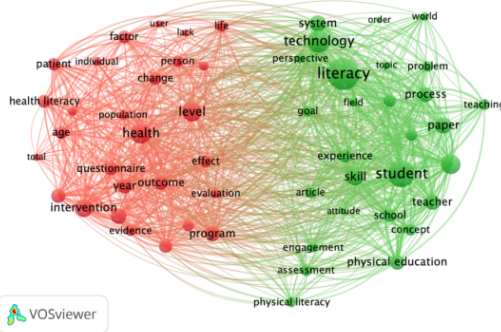 user
lack
life
factor
patient
individual
person
change
health literacy
population
level
age
health
total
questionnaire
effect
year
outcome
evaluation
intervention
evidence
program
system
order
world
technology
perspective
literacy
topic
problem
goal
field
process
teaching
paper
experience
skill
student
article
attitude
school
teacher
concept
engagement
physical education
assessment
physical literacy
VOSviewer